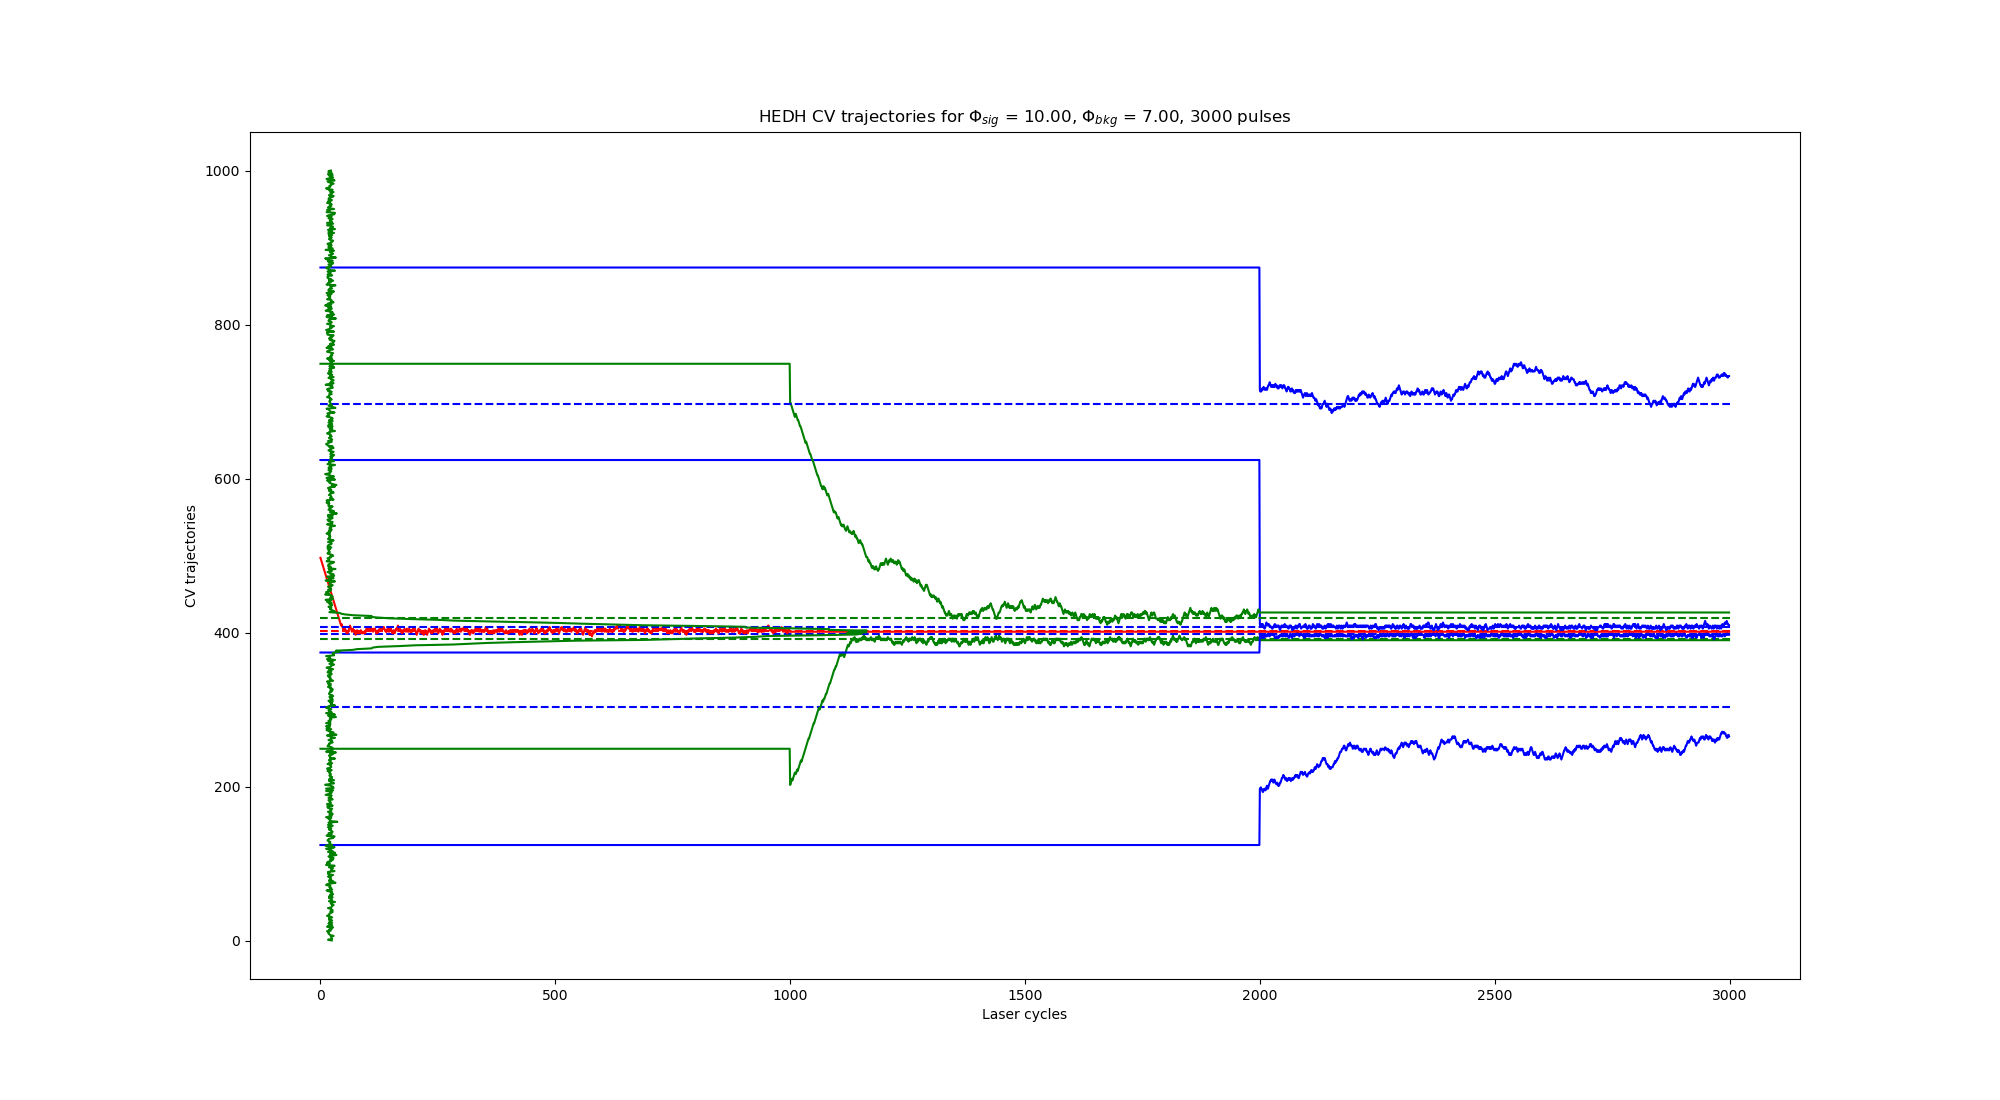 HEDH CV trajectories for Φsig = 10.00, Φbkg = 7.00, 3000 pulses
1000
800
600
400
200
0
CV trajectories
0 500 1000 1500 2000 2500 3000
Laser cycles